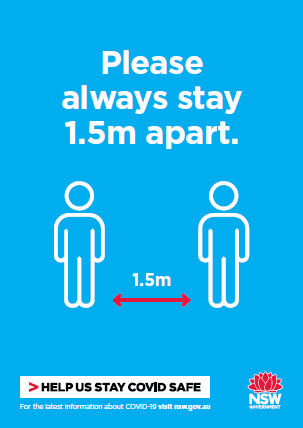 Please
always stay
1.5m apart.
1.5m
> HELP US STAY COVID SAFE
For the latest information about COVID-19 visit nsw.gov.au
NSW
GOVERNMENT